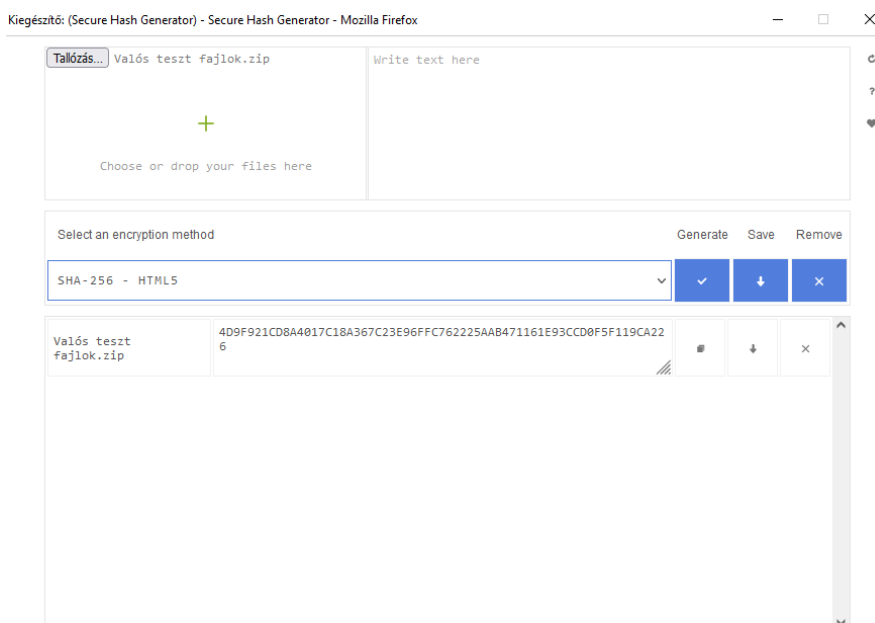 Kiegészítő: (Secure Hash Generator) - Secure Hash Generator - Mozilla Firefox
Tallózás... Valós teszt fajlok.zip
Write text here
Choose or drop your files here
Select an encryption method
Generate Save Remove
SHA-256 - HTML5
Valós teszt
fajlok.zip
4D9F921CD8A4017C18A367C23E96FFC762225AAB471161E93CCD0F5F119CA22
6